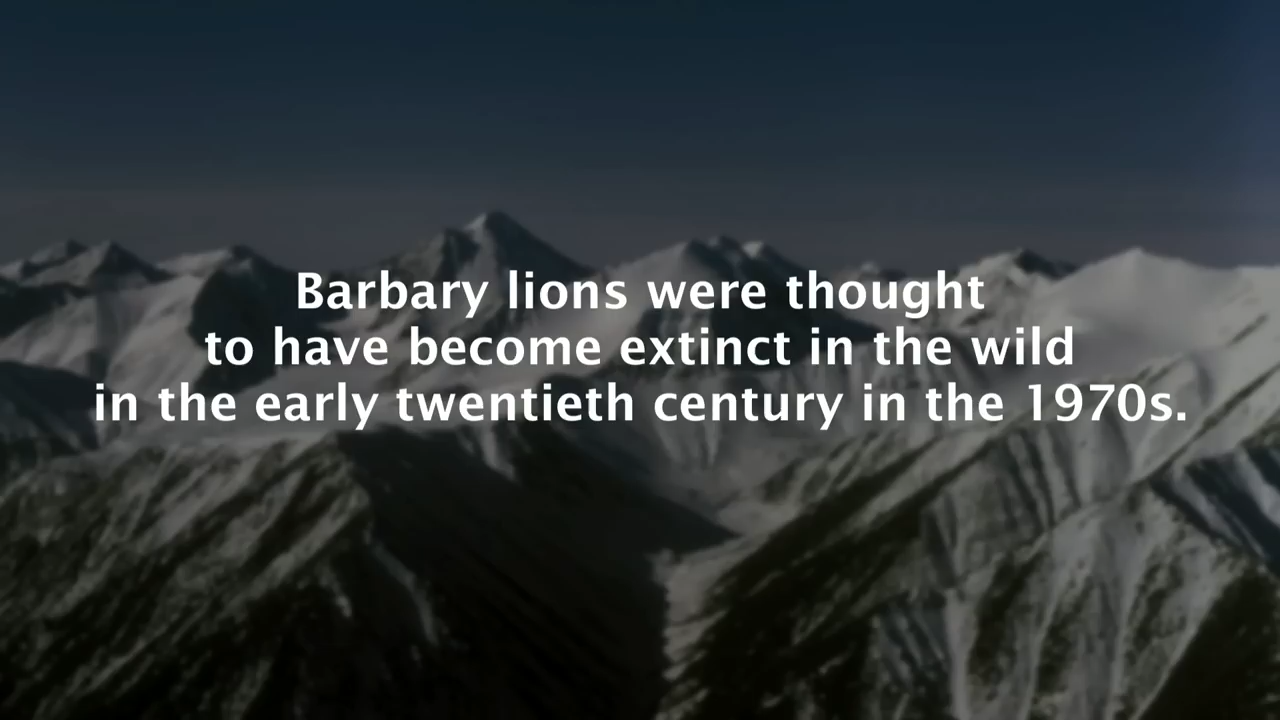 Barbary lions were thought
to have become extinct in the wild
in the early twentieth century in the 1970s.